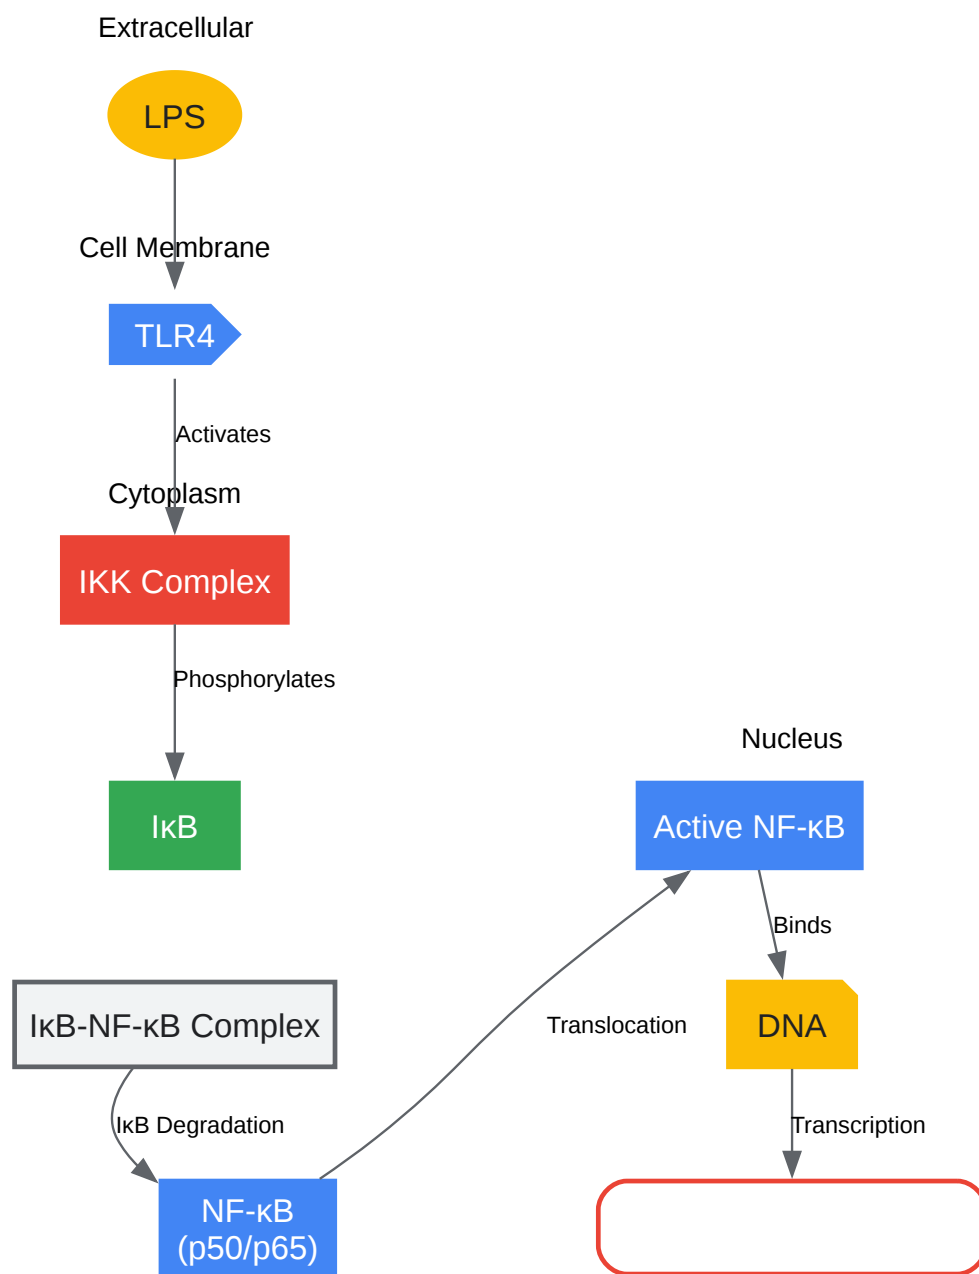 Extracellular
LPS
Cell Membrane
TLR4
Activates
Cytoplasm
IKK Complex
Phosphorylates
IκB
Nucleus
Active NF-κB
Binds
IκB-NF-κB Complex
Translocation
DNA
IκB Degradation
Transcription
NF-κB
(p50/p65)